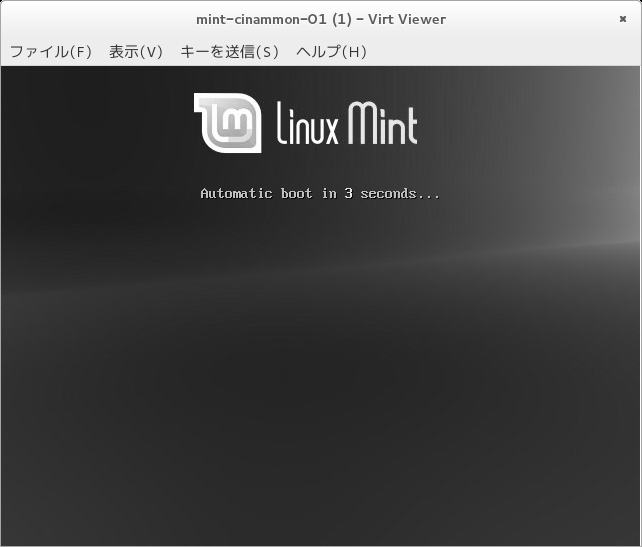 mint-cinammon-01 (1) - Virt Viewer
ファイル(F) 表示(V) キーを送信(S) ヘルプ(H)
Linux Mint
Automatic boot in 3 seconds...